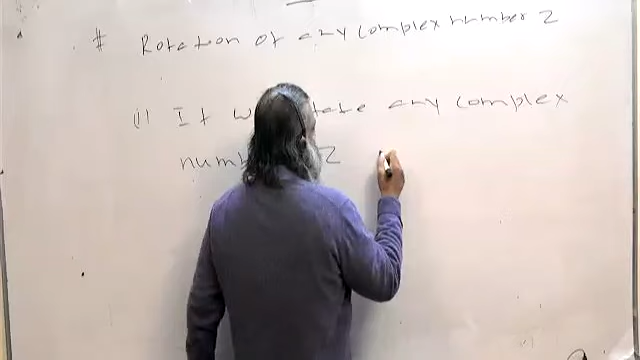 # Rotation of any complex number Z
(i) If any complex
Z